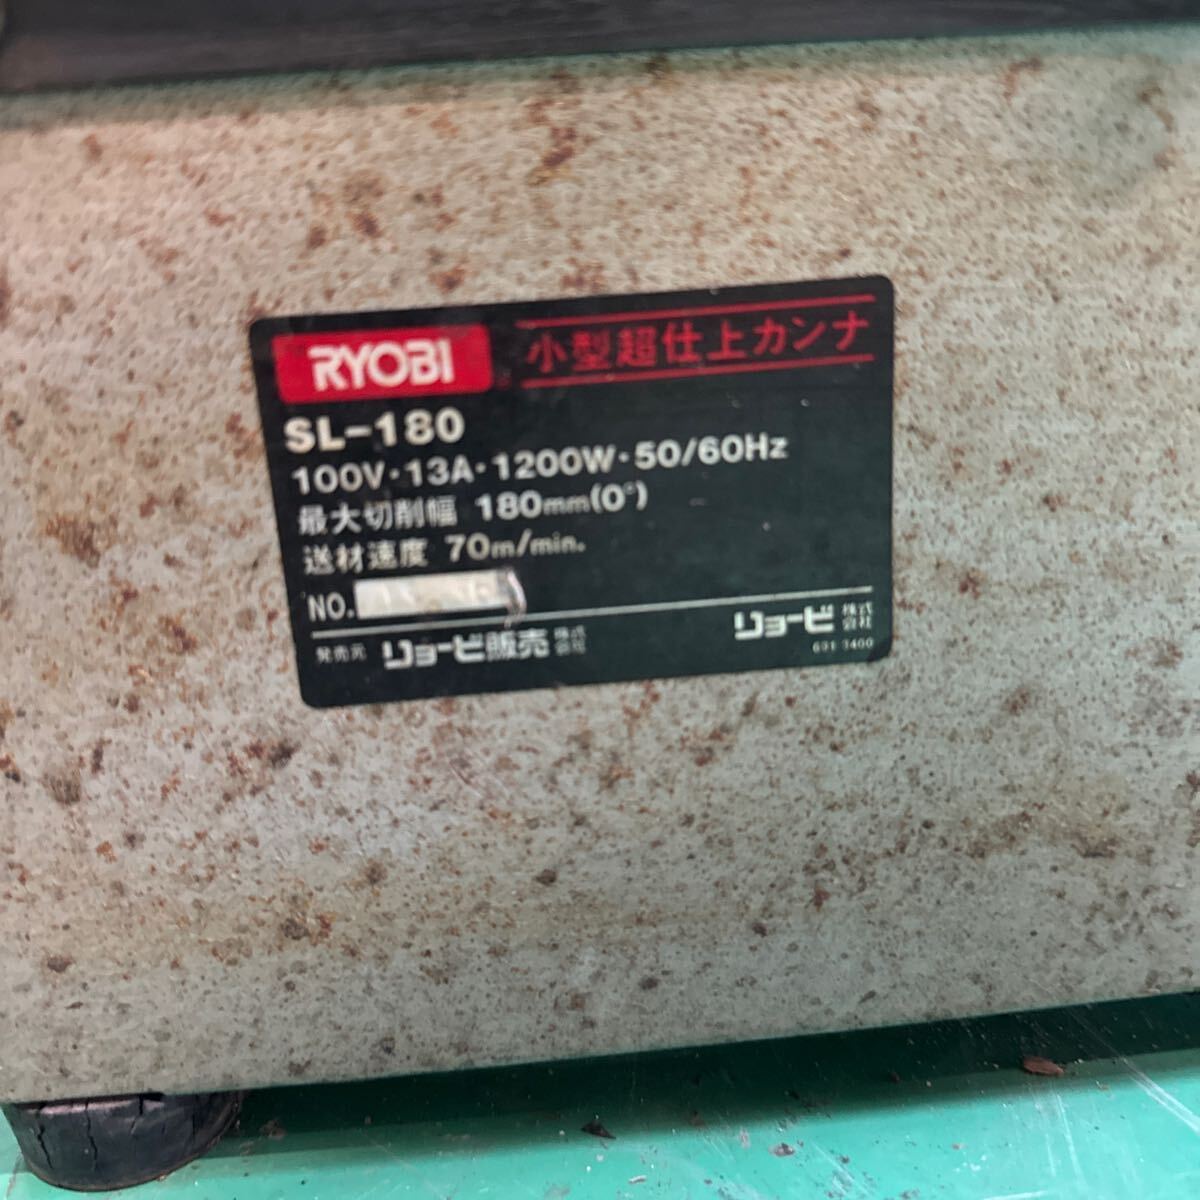 RYOBI 小型超仕上カンナ
SL-180
100V・13A・1200W・50/60Hz
最大切削幅 180mm(0°)
送材速度 70m/min.
NO.
発売元 リョービ販売株式会社 リョービ株式会社